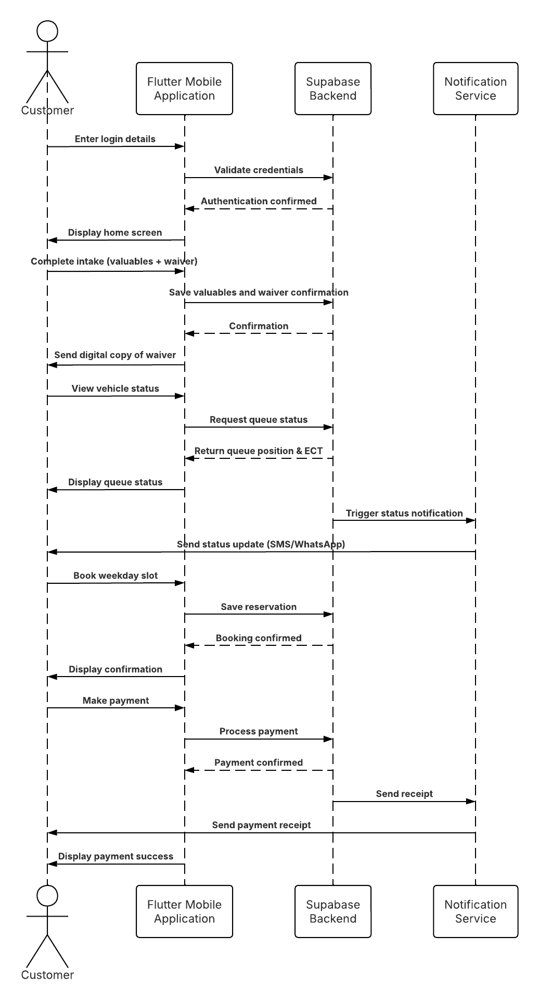 Customer
Flutter Mobile
Application
Supabase
Backend
Notification
Service
Enter login details
Validate credentials
Authentication confirmed
Display home screen
Complete intake (valuables + waiver)
Save valuables and waiver confirmation
Confirmation
Send digital copy of waiver
View vehicle status
Request queue status
Return queue position & ECT
Display queue status
Trigger status notification
Send status update (SMS/WhatsApp)
Book weekday slot
Save reservation
Booking confirmed
Display confirmation
Make payment
Process payment
Payment confirmed
Send receipt
Send payment receipt
Display payment success
Flutter Mobile
Application
Supabase
Backend
Notification
Service
Customer